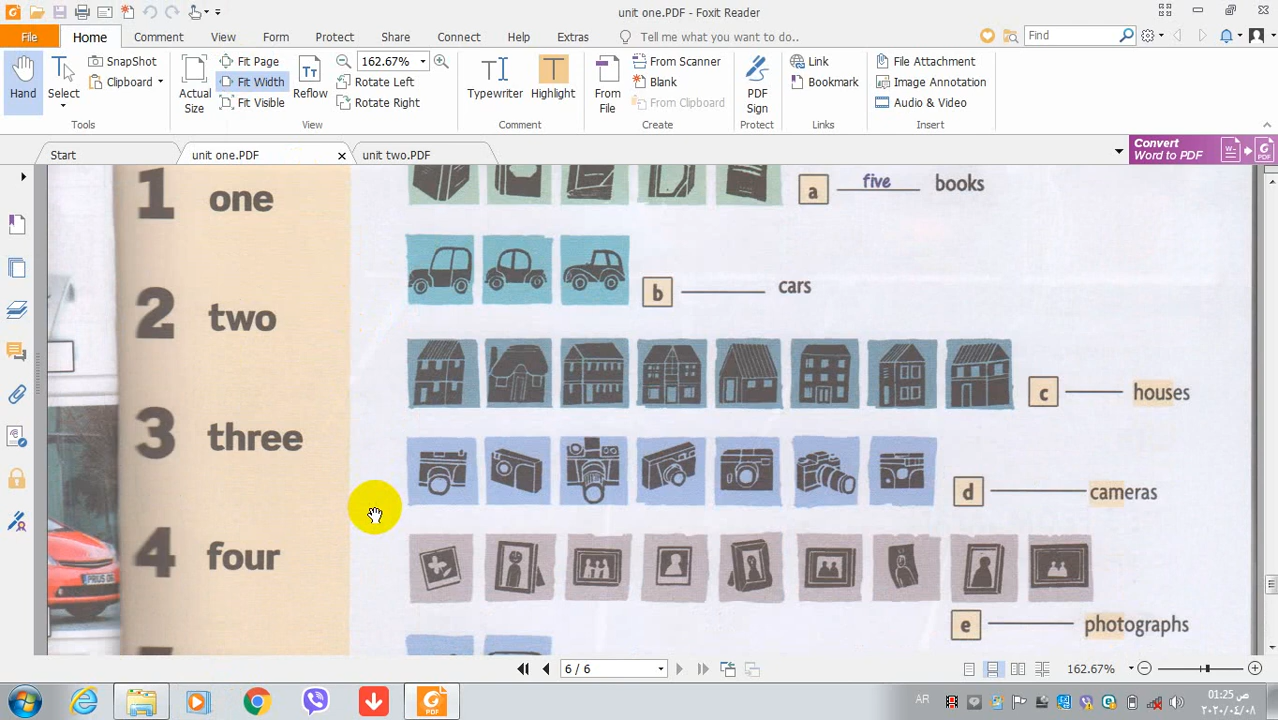 unit one.PDF - Foxit Reader
File Home Comment View Form Protect Share Connect Help Extras Tell me what you want to do.. Find
Hand Select SnapShot Clipboard Tools
Actual Size Fit Page Fit Width Fit Visible Reflow 162.67% Rotate Left Rotate Right View
Typewriter Highlight Comment
From File From Scanner Blank From Clipboard Create
PDF Sign Protect
Link Bookmark Links
File Attachment Image Annotation Audio & Video Insert
Start unit one.PDF unit two.PDF
Convert Word to PDF
1 one
2 two
3 three
4 four
a five books
b cars
c houses
d cameras
e photographs
6 / 6 162.67%
PDF AR 01:25 ص
٢٠٢٠/٠٤/٠٨